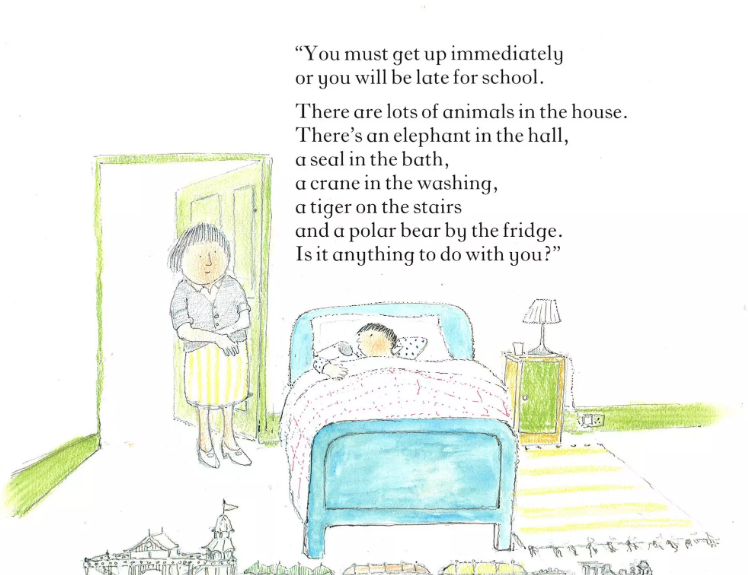 “You must get up immediately
or you will be late for school.
There are lots of animals in the house.
There’s an elephant in the hall,
a seal in the bath,
a crane in the washing,
a tiger on the stairs
and a polar bear by the fridge.
Is it anything to do with you?”